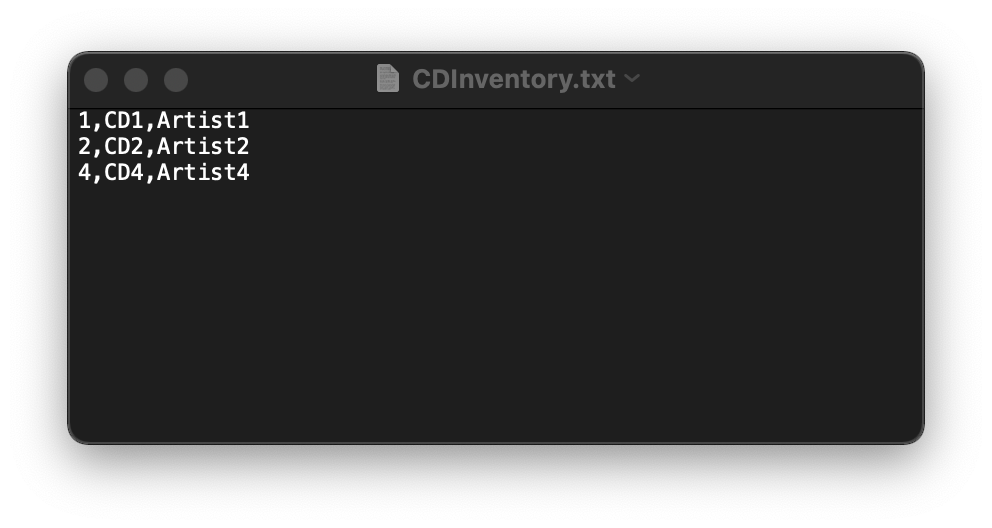 CDInventory.txt
1,CD1,Artist1
2,CD2,Artist2
4,CD4,Artist4